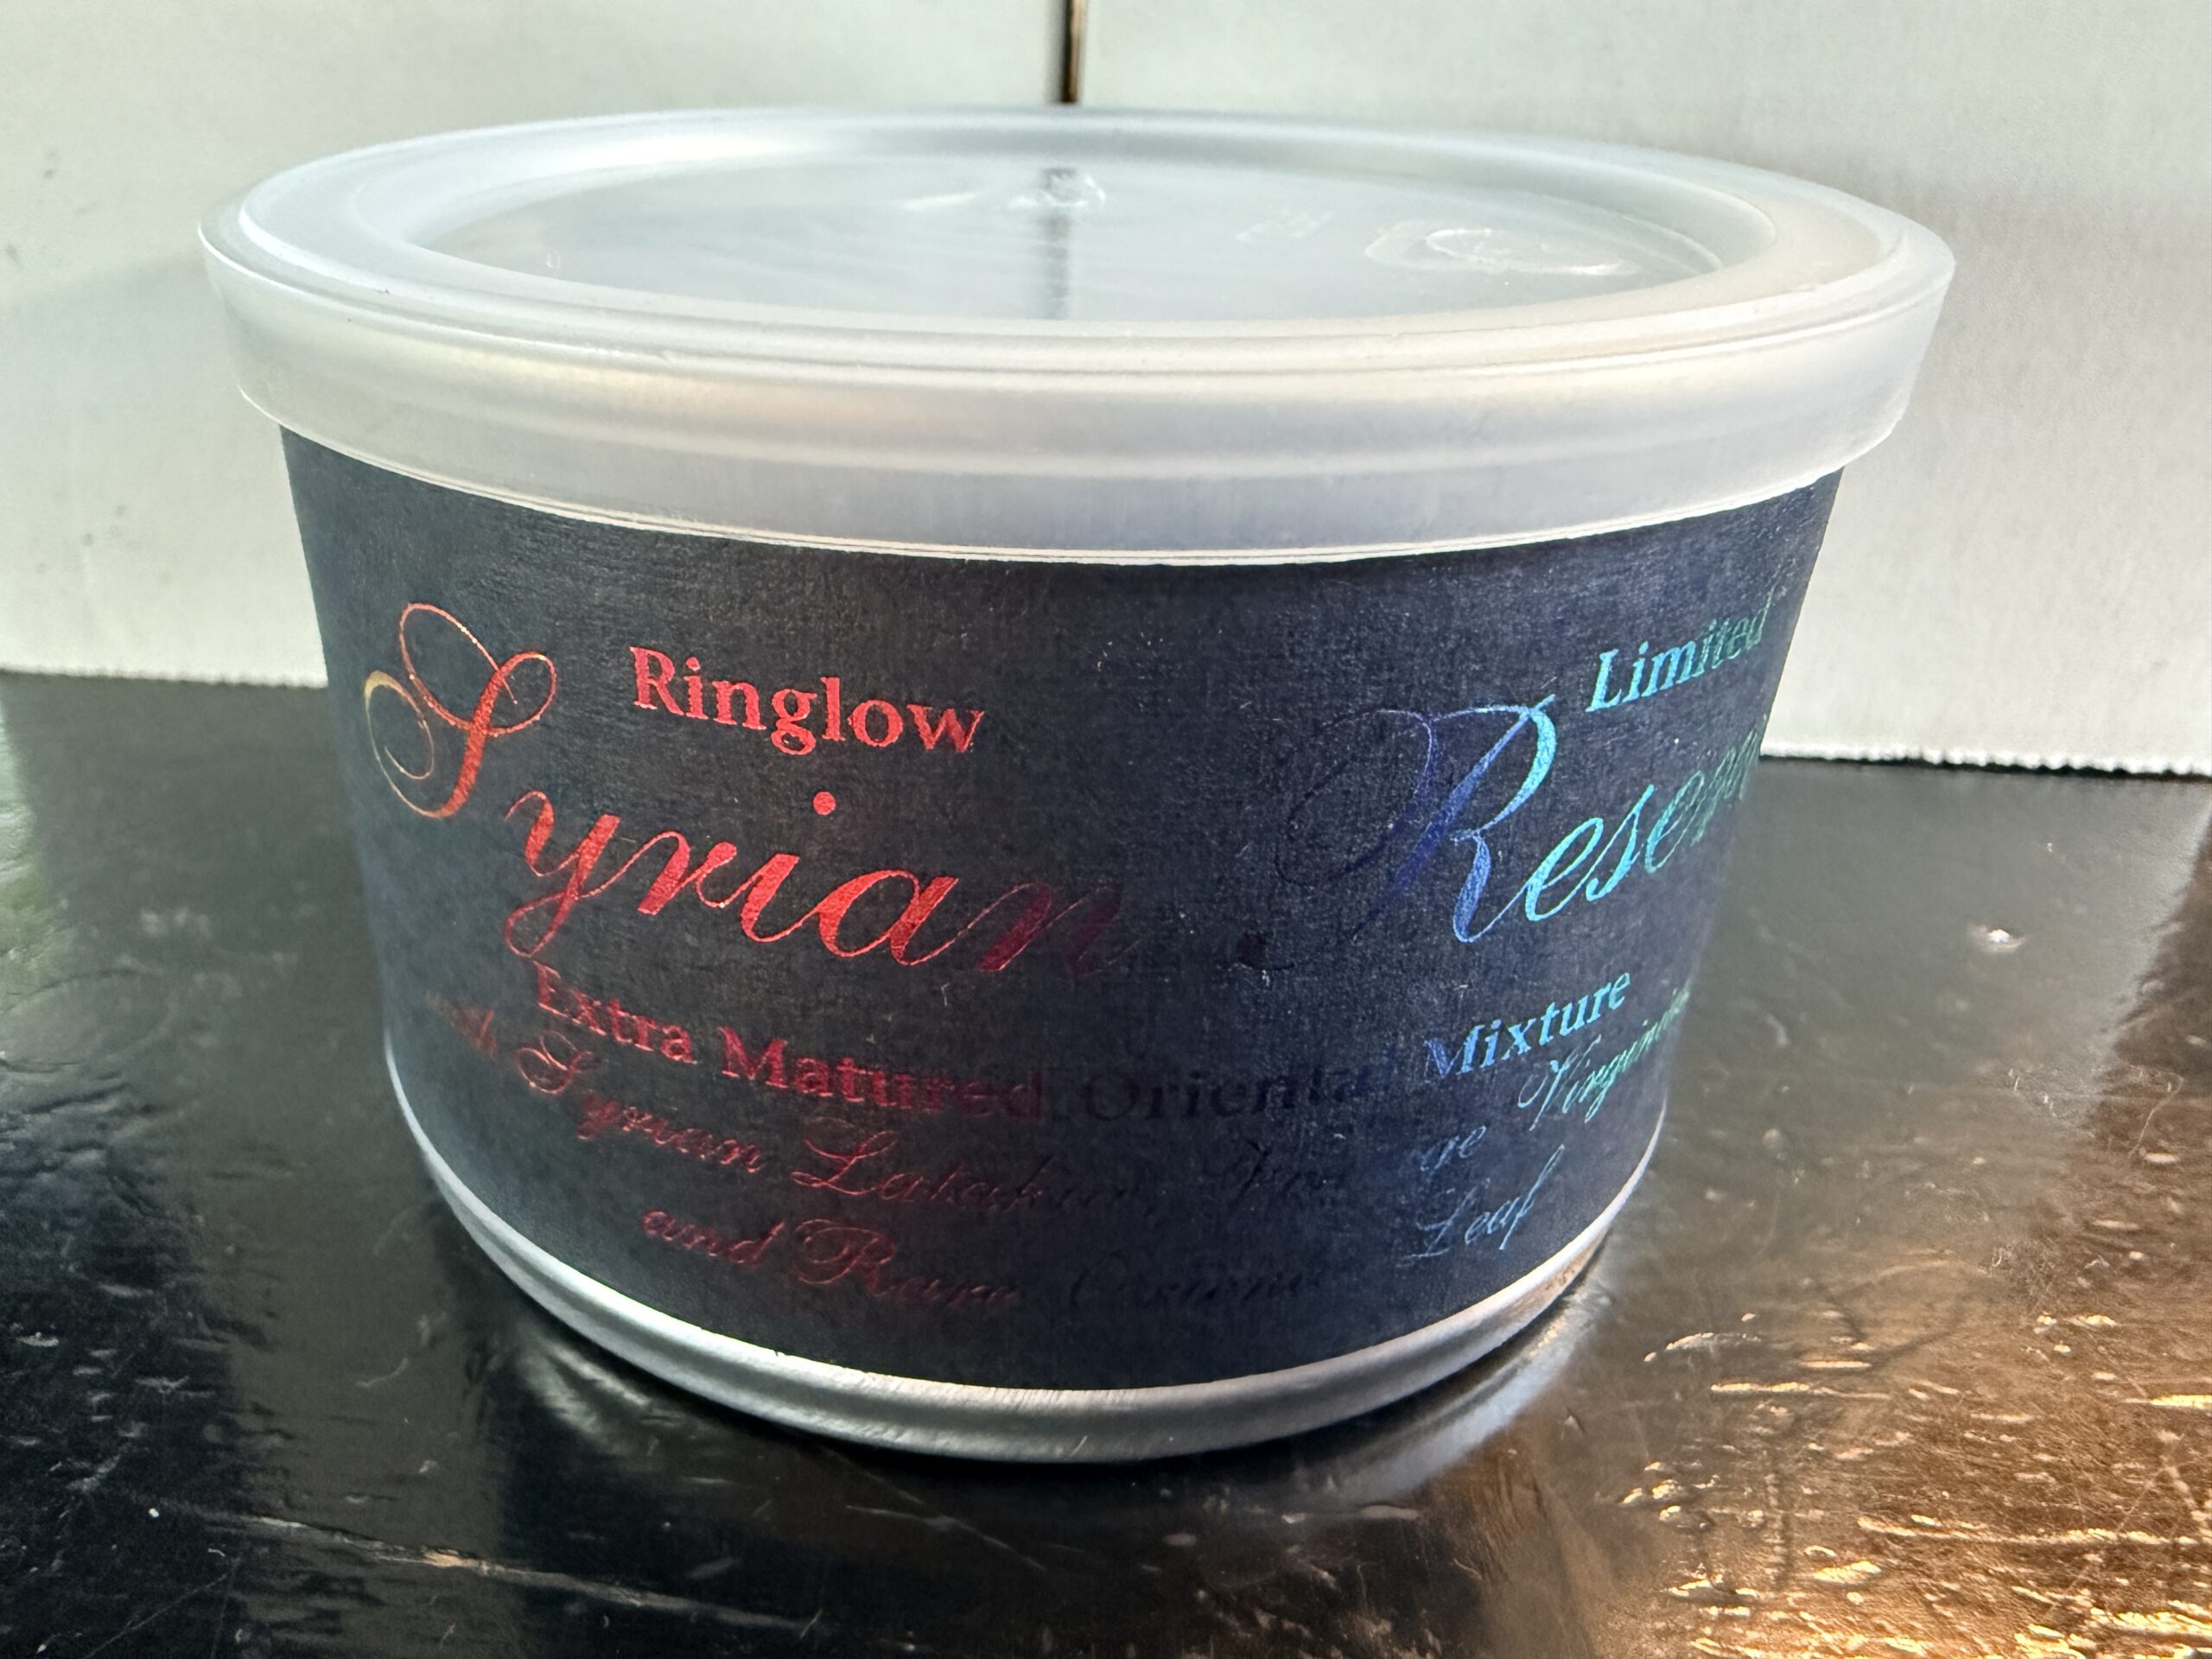 Ringlow Limited
Syrian Reserve
Extra Matured Oriental Mixture
Syrian Latakia, Virginia
and Rare Leaf